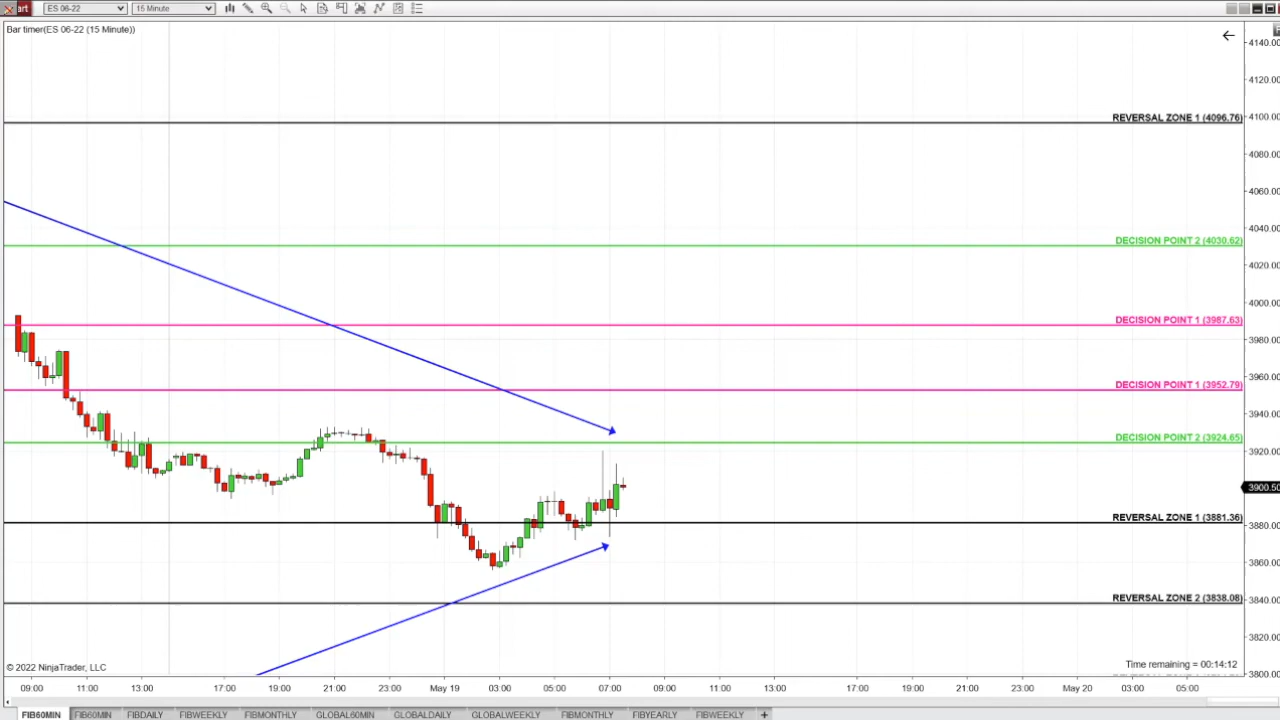 art ES 06-22 15 Minute
Bar timer(ES 06-22 (15 Minute))
4140.00
4120.00
REVERSAL ZONE 1 (4096.76)
4100.00
4080.00
4060.00
4040.00
DECISION POINT 2 (4030.62)
4020.00
4000.00
DECISION POINT 1 (3987.63)
3980.00
3960.00
DECISION POINT 1 (3952.79)
3940.00
DECISION POINT 2 (3924.65)
3920.00
3900.50
REVERSAL ZONE 1 (3881.36)
3880.00
3860.00
REVERSAL ZONE 2 (3838.08)
3840.00
3820.00
© 2022 NinjaTrader, LLC
Time remaining = 00:14:12
3800.00
09:00 11:00 13:00 17:00 19:00 21:00 23:00 May 19 03:00 05:00 07:00 09:00 11:00 13:00 17:00 19:00 21:00 23:00 May 20 03:00 05:00
FIB60MIN FIB60MIN FIBDAILY FIBWEEKLY FIBMONTHLY GLOBAL60MIN GLOBALDAILY GLOBALWEEKLY FIBMONTHLY FIBYEARLY FIBWEEKLY +